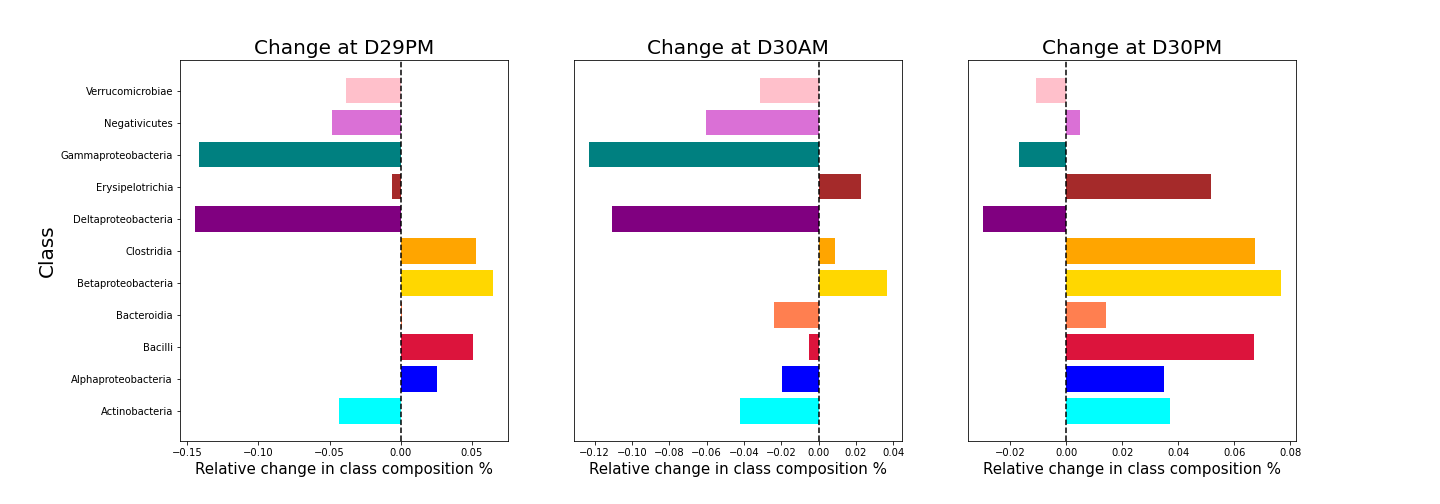 Change at D29PM
Change at D30AM
Change at D30PM
Class
Verrucomicrobiae
Negativicutes
Gammaproteobacteria
Erysipelotrichia
Deltaproteobacteria
Clostridia
Betaproteobacteria
Bacteroidia
Bacilli
Alphaproteobacteria
Actinobacteria
−0.15 −0.10 −0.05 0.00 0.05
−0.12 −0.10 −0.08 −0.06 −0.04 −0.02 0.00 0.02 0.04
−0.02 0.00 0.02 0.04 0.06 0.08
Relative change in class composition %
Relative change in class composition %
Relative change in class composition %